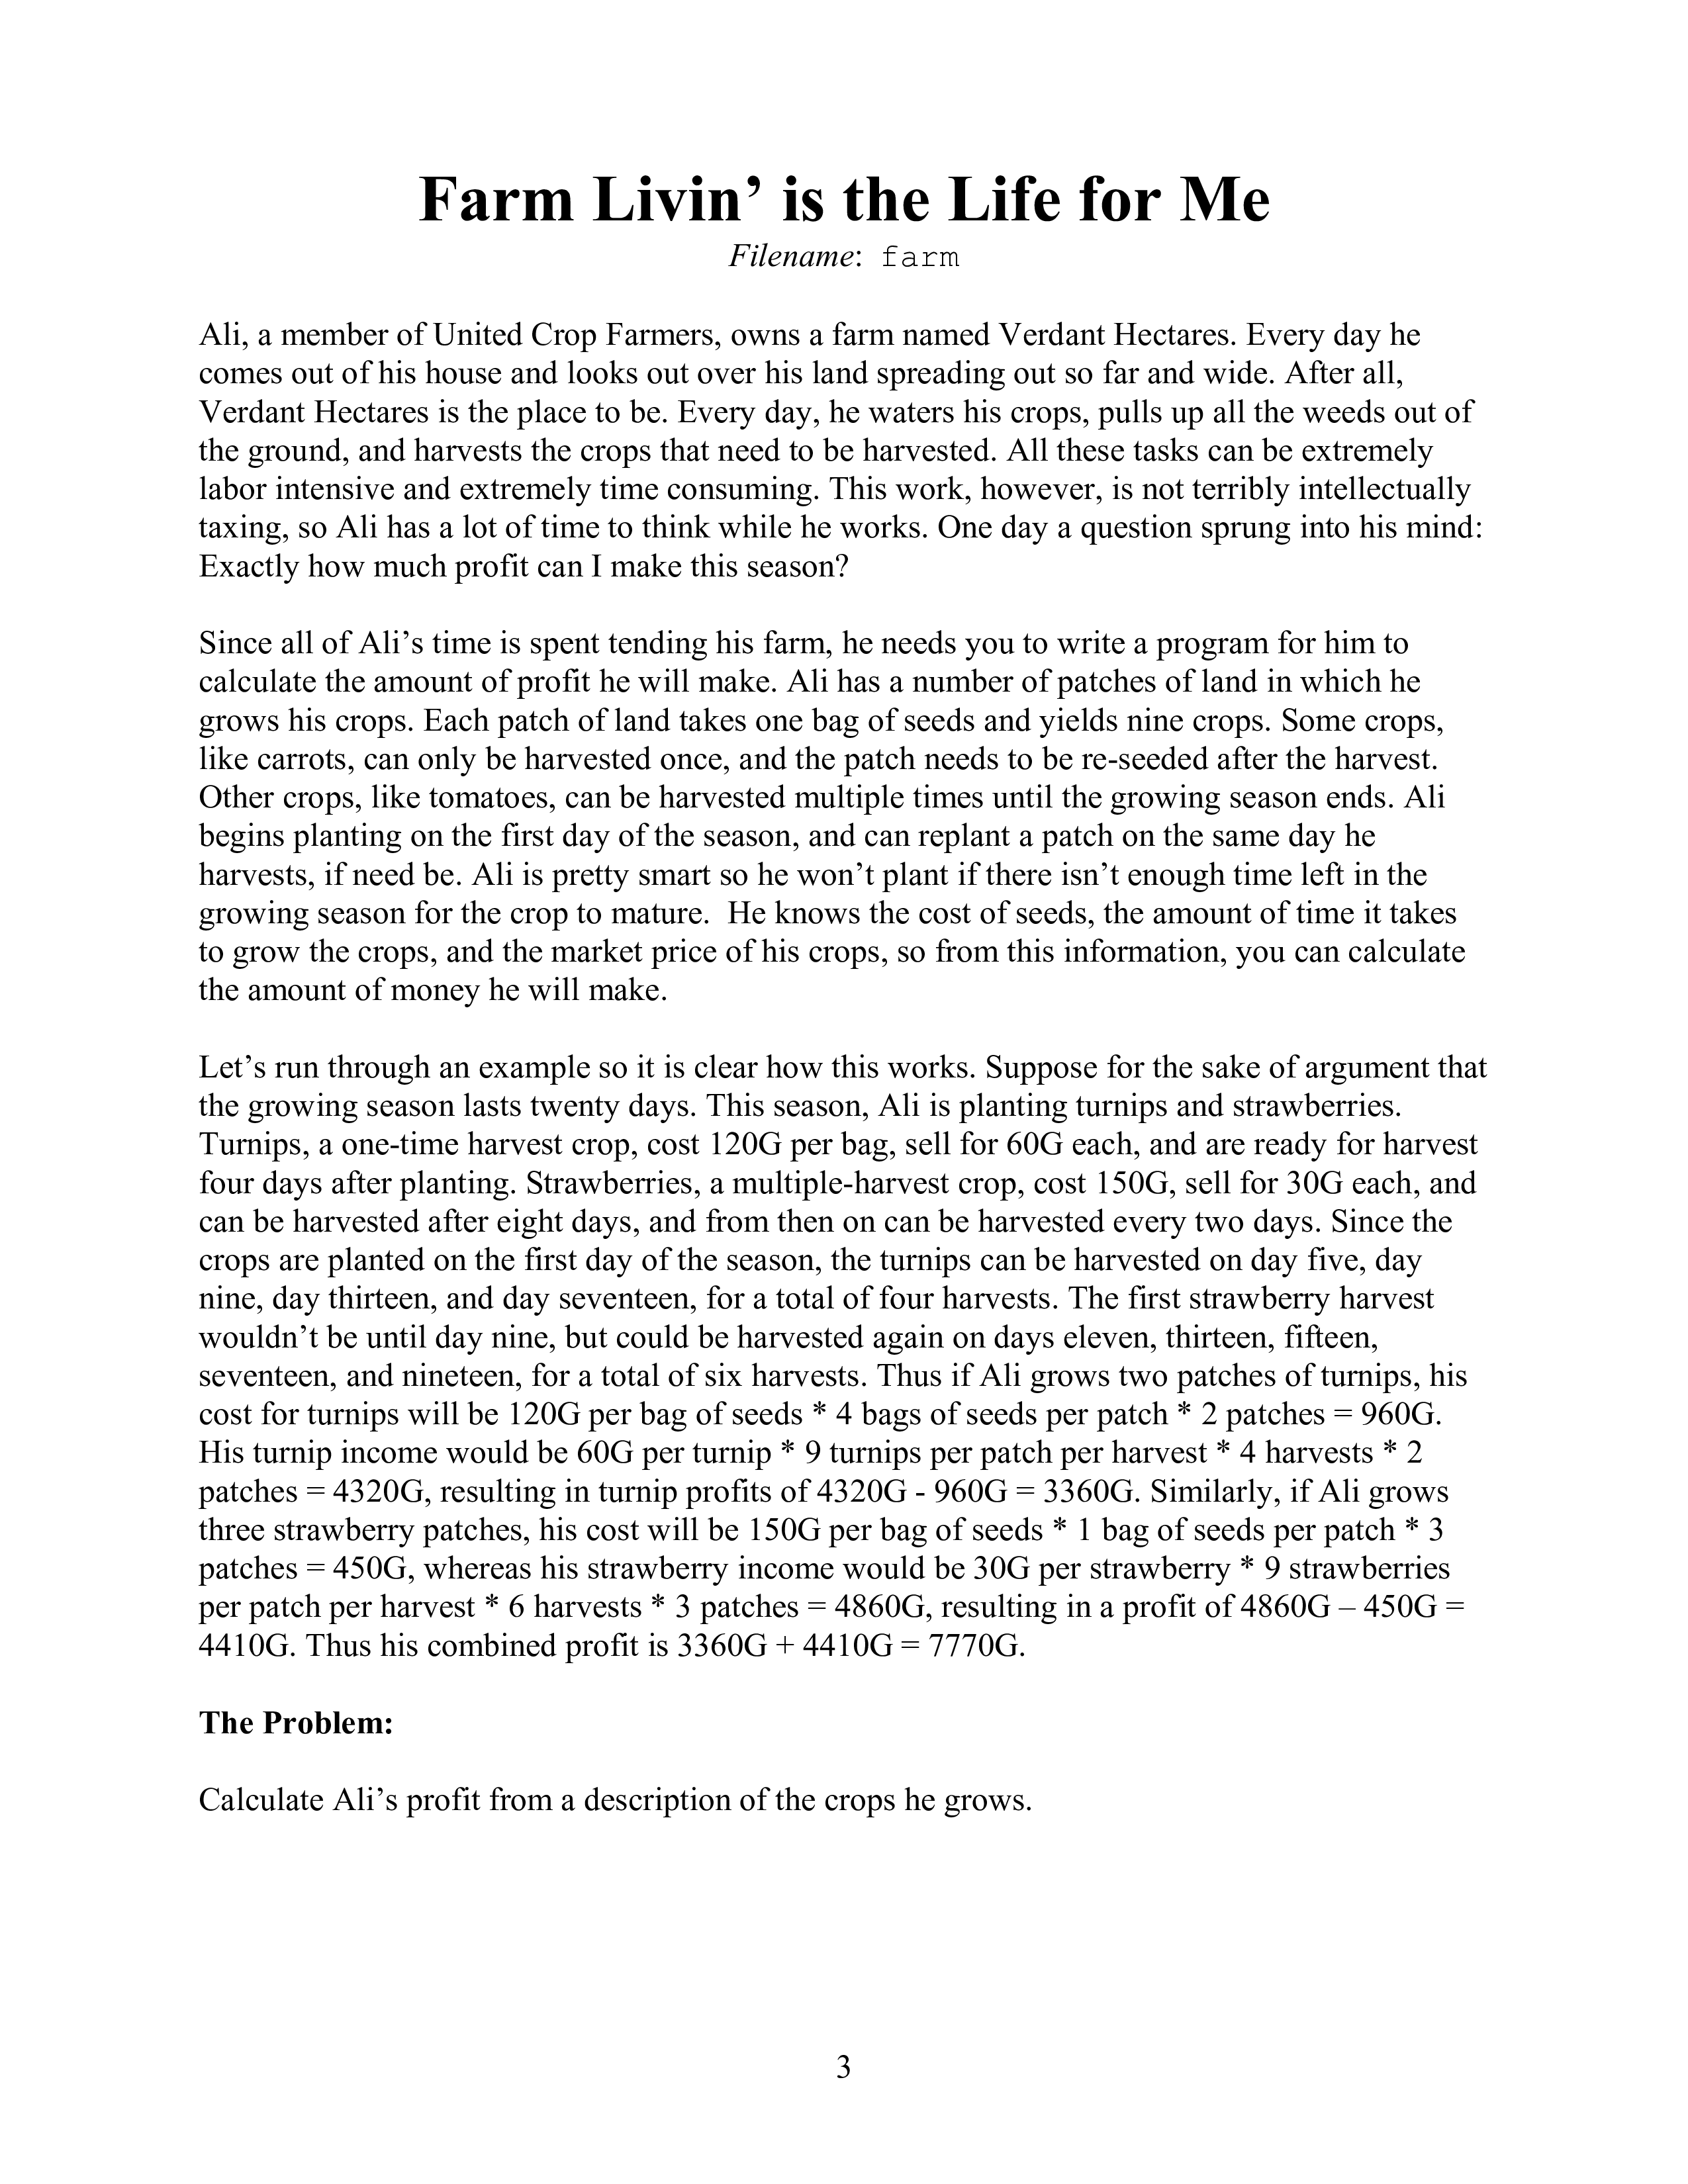 Farm Livin’ is the Life for Me
Filename: farm
Ali, a member of United Crop Farmers, owns a farm named Verdant Hectares. Every day he
comes out of his house and looks out over his land spreading out so far and wide. After all,
Verdant Hectares is the place to be. Every day, he waters his crops, pulls up all the weeds out of
the ground, and harvests the crops that need to be harvested. All these tasks can be extremely
labor intensive and extremely time consuming. This work, however, is not terribly intellectually
taxing, so Ali has a lot of time to think while he works. One day a question sprung into his mind:
Exactly how much profit can I make this season?
Since all of Ali’s time is spent tending his farm, he needs you to write a program for him to
calculate the amount of profit he will make. Ali has a number of patches of land in which he
grows his crops. Each patch of land takes one bag of seeds and yields nine crops. Some crops,
like carrots, can only be harvested once, and the patch needs to be re-seeded after the harvest.
Other crops, like tomatoes, can be harvested multiple times until the growing season ends. Ali
begins planting on the first day of the season, and can replant a patch on the same day he
harvests, if need be. Ali is pretty smart so he won’t plant if there isn’t enough time left in the
growing season for the crop to mature.  He knows the cost of seeds, the amount of time it takes
to grow the crops, and the market price of his crops, so from this information, you can calculate
the amount of money he will make.
Let’s run through an example so it is clear how this works. Suppose for the sake of argument that
the growing season lasts twenty days. This season, Ali is planting turnips and strawberries.
Turnips, a one-time harvest crop, cost 120G per bag, sell for 60G each, and are ready for harvest
four days after planting. Strawberries, a multiple-harvest crop, cost 150G, sell for 30G each, and
can be harvested after eight days, and from then on can be harvested every two days. Since the
crops are planted on the first day of the season, the turnips can be harvested on day five, day
nine, day thirteen, and day seventeen, for a total of four harvests. The first strawberry harvest
wouldn’t be until day nine, but could be harvested again on days eleven, thirteen, fifteen,
seventeen, and nineteen, for a total of six harvests. Thus if Ali grows two patches of turnips, his
cost for turnips will be 120G per bag of seeds * 4 bags of seeds per patch * 2 patches = 960G.
His turnip income would be 60G per turnip * 9 turnips per patch per harvest * 4 harvests * 2
patches = 4320G, resulting in turnip profits of 4320G - 960G = 3360G. Similarly, if Ali grows
three strawberry patches, his cost will be 150G per bag of seeds * 1 bag of seeds per patch * 3
patches = 450G, whereas his strawberry income would be 30G per strawberry * 9 strawberries
per patch per harvest * 6 harvests * 3 patches = 4860G, resulting in a profit of 4860G – 450G =
4410G. Thus his combined profit is 3360G + 4410G = 7770G.
The Problem:
Calculate Ali’s profit from a description of the crops he grows.
3